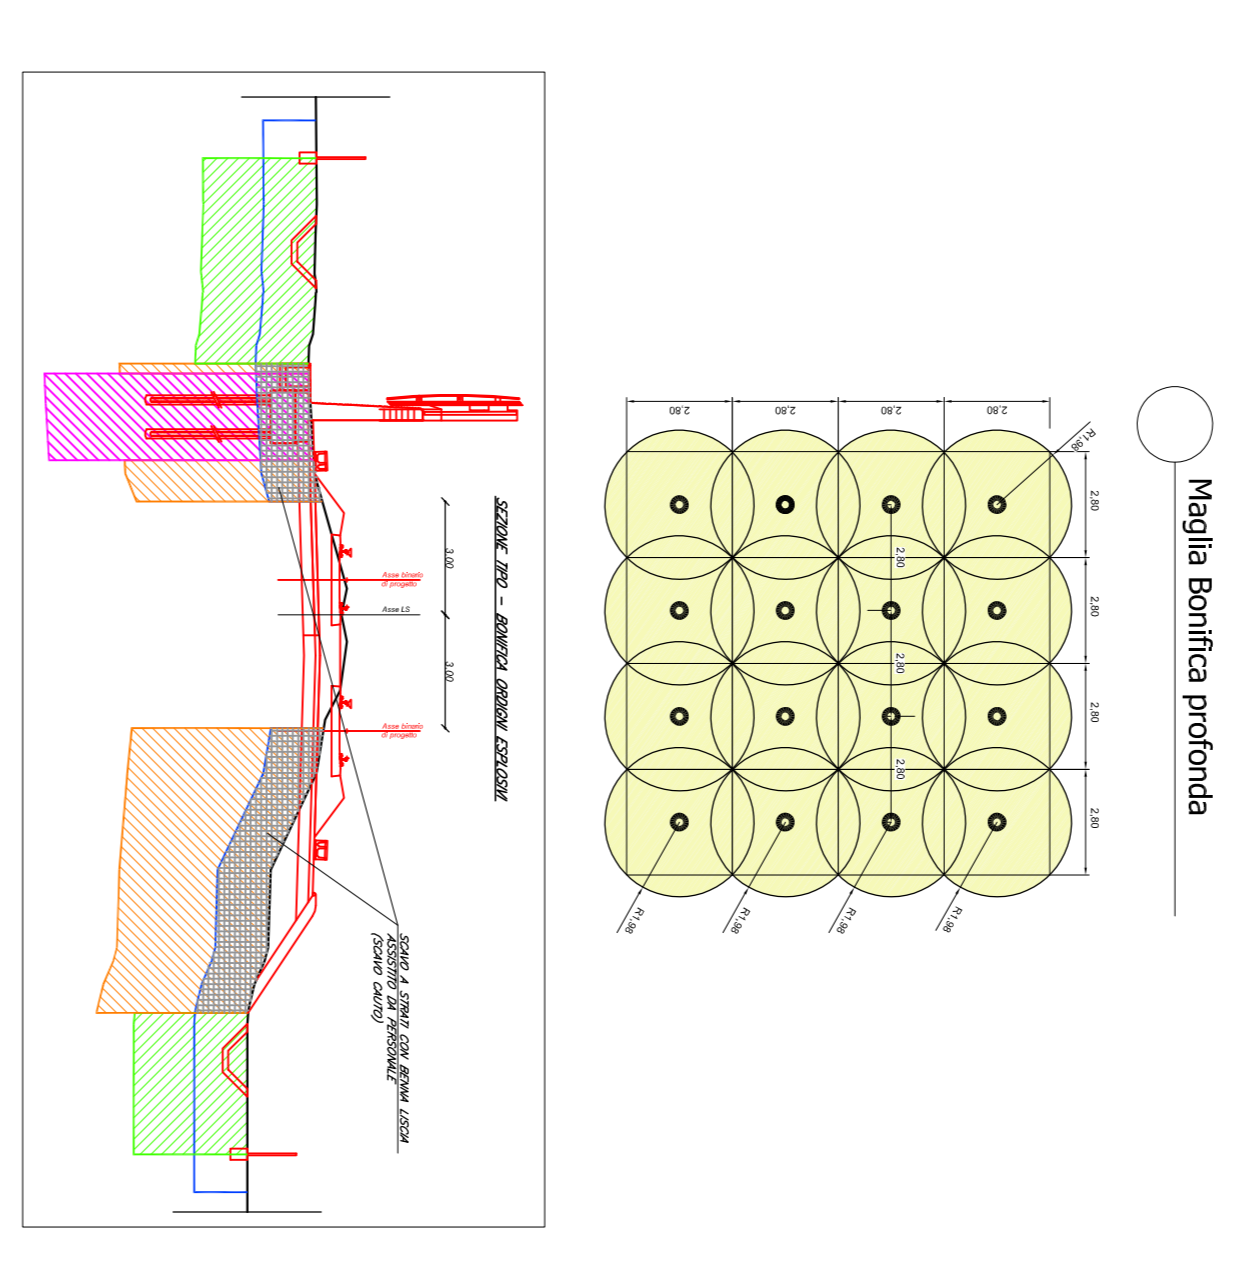 Maglia Bonifica profonda
2,80
2,80
2,80
2,80
R1,98
2,80
2,80
2,80
2,80
2,80
2,80
2,80
R1,98
R1,98
R1,98
R1,98
SEZIONE TIPO - BONIFICA ORDIGNI ESPLOSIVI
3.00
3.00
Asse binario
di progetto
Asse LS
Asse binario
di progetto
SCAVO A STRATI CON BENNA LISCIA
ASSISTITO DA PERSONALE
(SCAVO CAUTO)